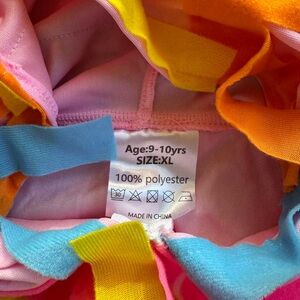 Age:9-10yrs
SIZE:XL
100% polyester
MADE IN CHINA